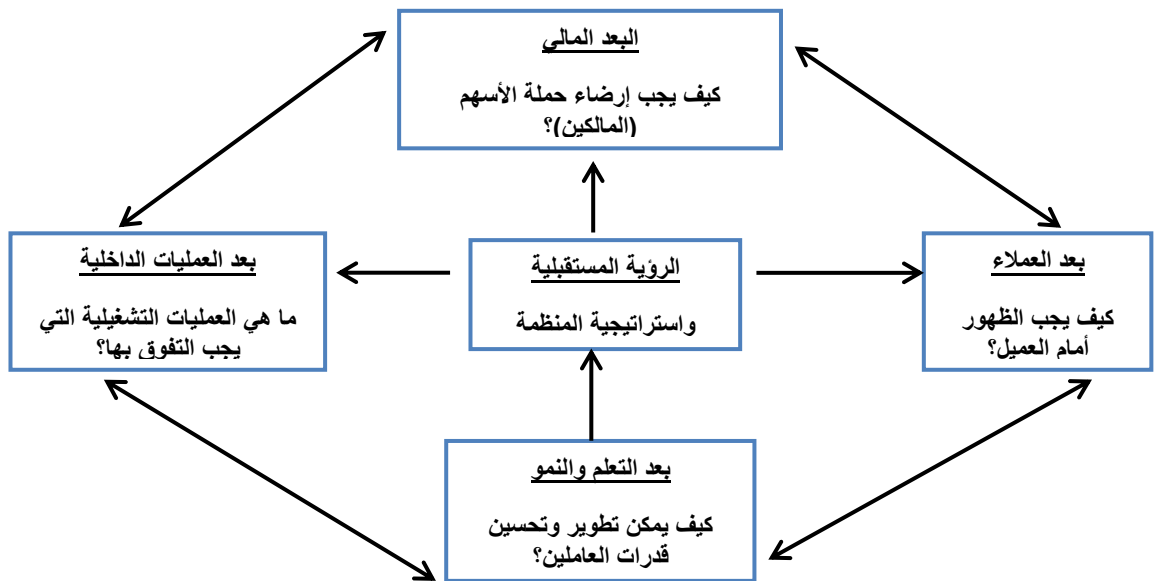 البعد المالي
كيف يجب إرضاء حملة الأسهم
(المالكين)؟
بعد العملاء
كيف يجب الظهور
أمام العميل؟
الرؤية المستقبلية
واستراتيجية المنظمة
بعد العمليات الداخلية
ما هي العمليات التشغيلية التي
يجب التفوق بها؟
بعد التعلم والنمو
كيف يمكن تطوير وتحسين
قدرات العاملين؟